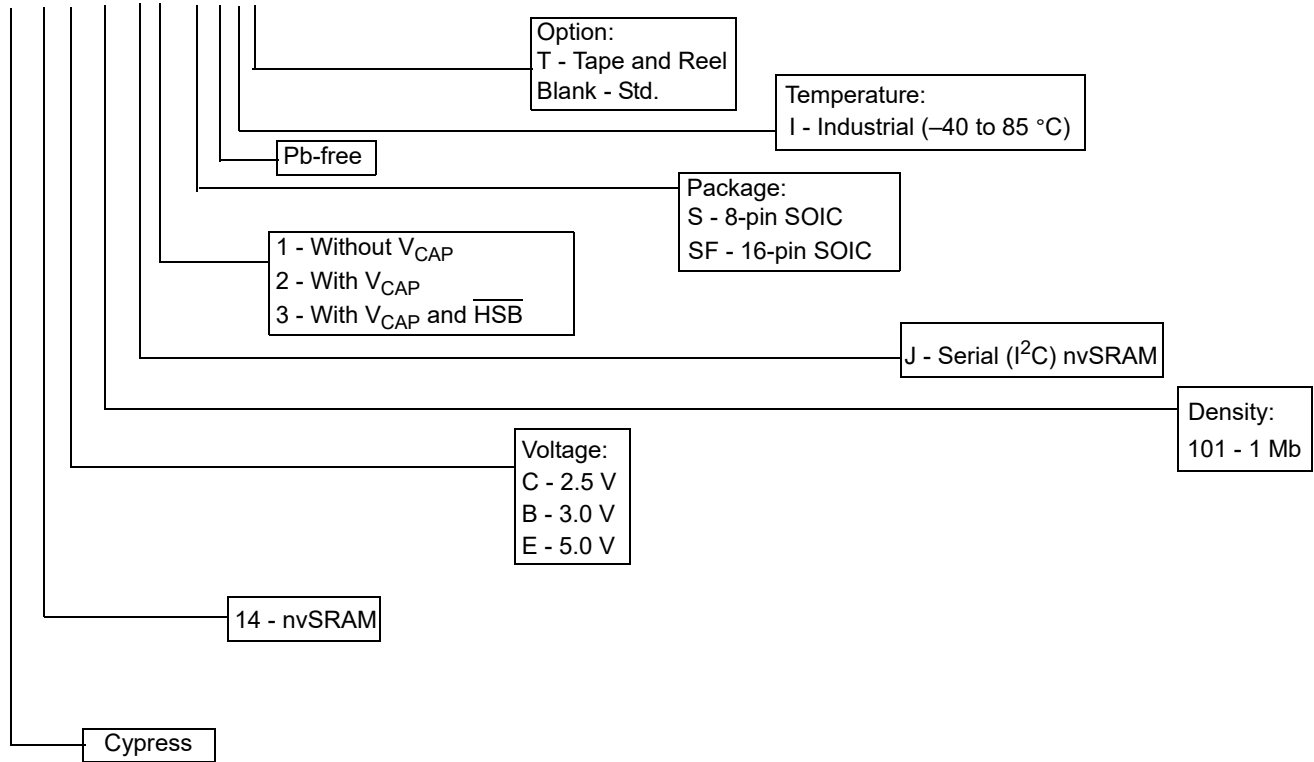 Option:
T - Tape and Reel
Blank - Std.
Temperature:
I - Industrial (–40 to 85 °C)
Pb-free
Package:
S - 8-pin SOIC
SF - 16-pin SOIC
1 - Without VCAP
2 - With VCAP
3 - With VCAP and HSB
J - Serial (I2C) nvSRAM
Density:
101 - 1 Mb
Voltage:
C - 2.5 V
B - 3.0 V
E - 5.0 V
14 - nvSRAM
Cypress